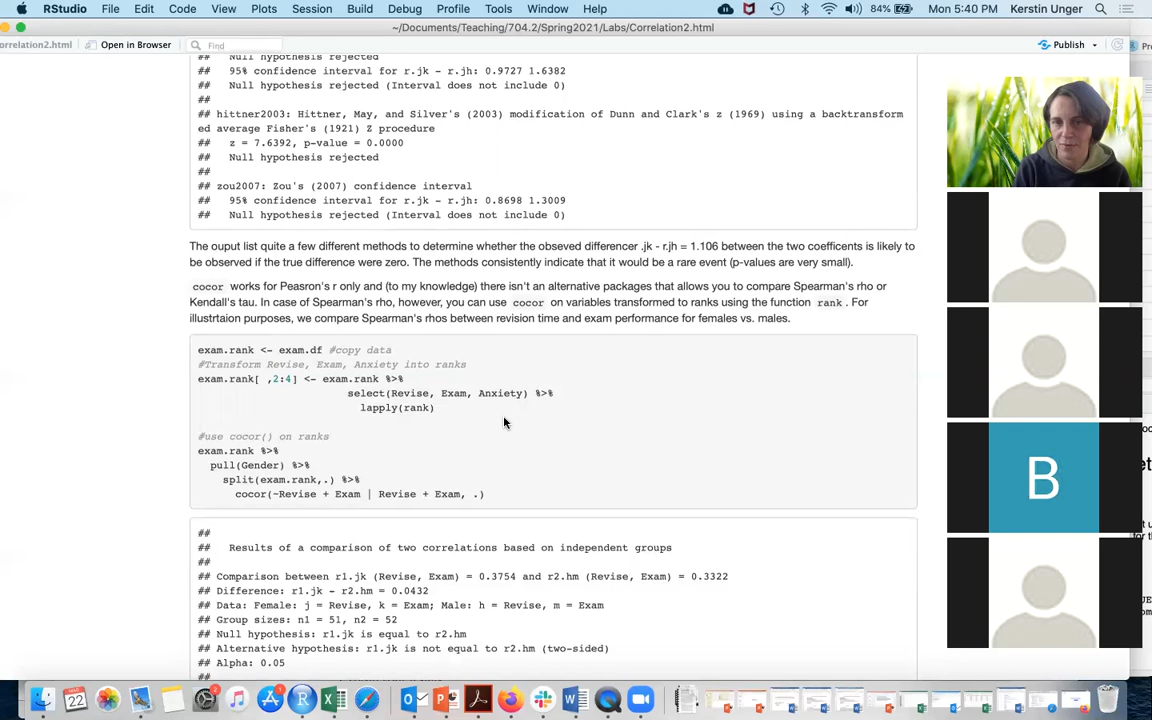 RStudio File Edit Code View Plots Session Build Debug Profile Tools Window Help 84% Mon 5:40 PM Kerstin Unger
~/Documents/Teaching/704.2/Spring2021/Labs/Correlation2.html
orrelation2.html Open in Browser Find Publish
## Null hypothesis rejected
## 95% confidence interval for r.jk - r.jh: 0.9727 1.6382
## Null hypothesis rejected (Interval does not include 0)
##
## hittner2003: Hittner, May, and Silver's (2003) modification of Dunn and Clark's z (1969) using a backtransform
ed average Fisher's (1921) Z procedure
## z = 7.6392, p-value = 0.0000
## Null hypothesis rejected
##
## zou2007: Zou's (2007) confidence interval
## 95% confidence interval for r.jk - r.jh: 0.8698 1.3009
## Null hypothesis rejected (Interval does not include 0)
The ouput list quite a few different methods to determine whether the obseved differencer .jk - r.jh = 1.106 between the two coefficents is likely to
be observed if the true difference were zero. The methods consistently indicate that it would be a rare event (p-values are very small).
cocor works for Peasron's r only and (to my knowledge) there isn't an alternative packages that allows you to compare Spearman's rho or
Kendall's tau. In case of Spearman's rho, however, you can use cocor on variables transformed to ranks using the function rank . For
illustrtaion purposes, we compare Spearman's rhos between revision time and exam performance for females vs. males.
exam.rank <- exam.df #copy data
#Transform Revise, Exam, Anxiety into ranks
exam.rank[ ,2:4] <- exam.rank %>%
select(Revise, Exam, Anxiety) %>%
lapply(rank)
#use cocor() on ranks
exam.rank %>%
pull(Gender) %>%
split(exam.rank,.) %>%
cocor(~Revise + Exam | Revise + Exam, .)
##
## Results of a comparison of two correlations based on independent groups
##
## Comparison between r1.jk (Revise, Exam) = 0.3754 and r2.hm (Revise, Exam) = 0.3322
## Difference: r1.jk - r2.hm = 0.0432
## Data: Female: j = Revise, k = Exam; Male: h = Revise, m = Exam
## Group sizes: n1 = 51, n2 = 52
## Null hypothesis: r1.jk is equal to r2.hm
## Alternative hypothesis: r1.jk is not equal to r2.hm (two-sided)
## Alpha: 0.05
##
B